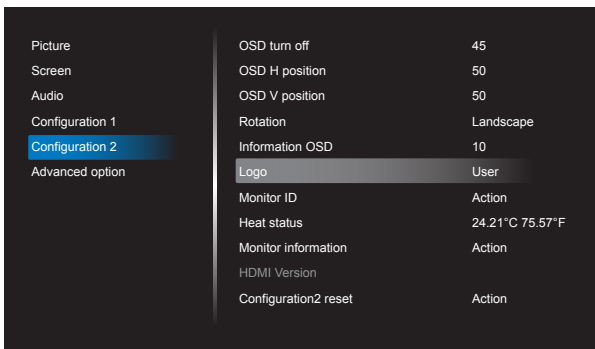 Picture
Screen
Audio
Configuration 1
Configuration 2
Advanced option
OSD turn off 45
OSD H position 50
OSD V position 50
Rotation Landscape
Information OSD 10
Logo User
Monitor ID Action
Heat status 24.21°C 75.57°F
Monitor information Action
HDMI Version
Configuration2 reset Action